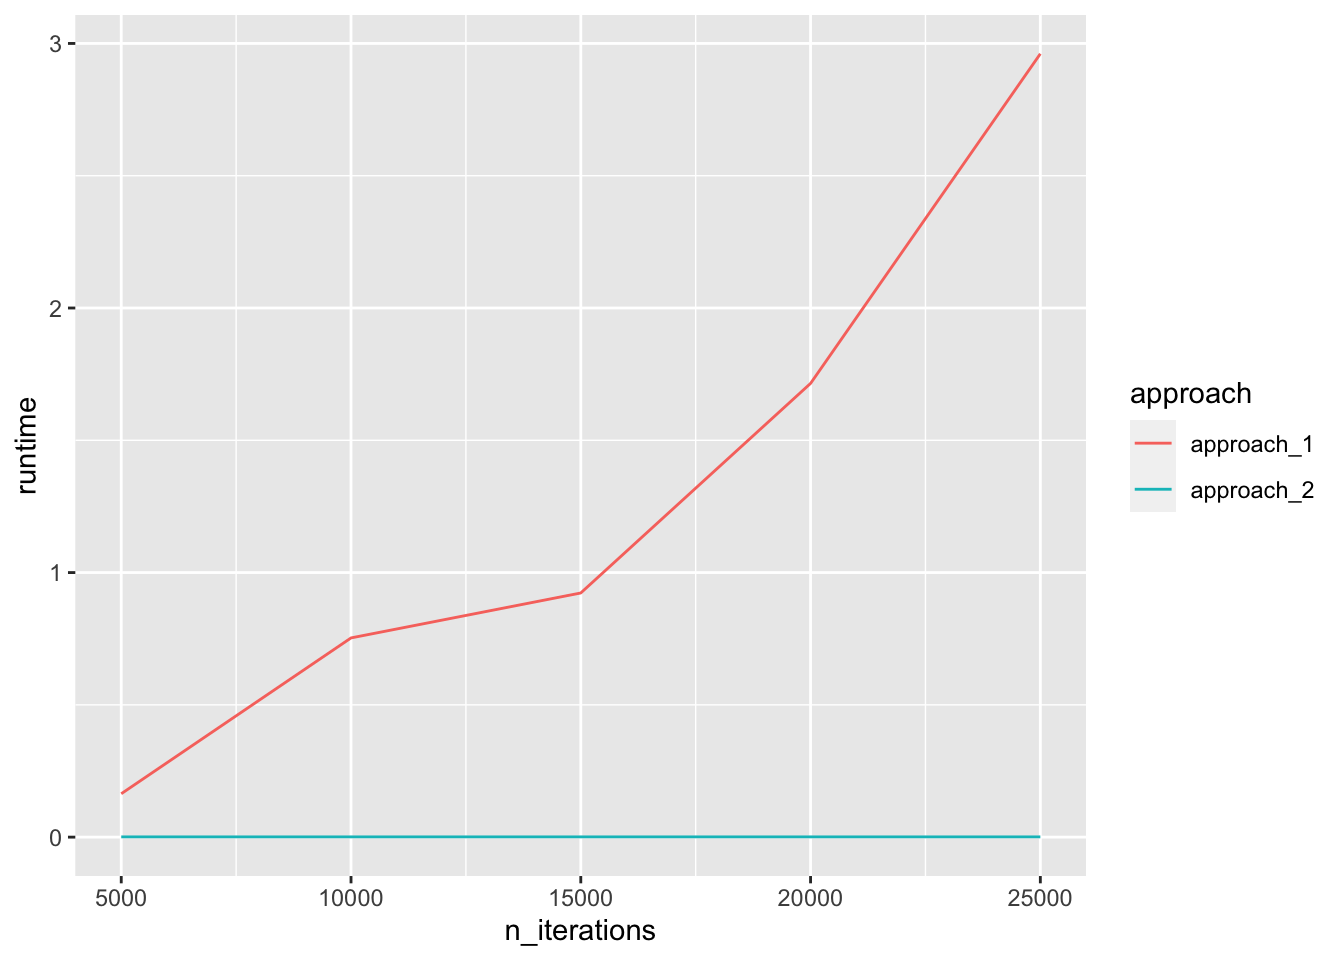 3
2
1
0
runtime
5000 10000 15000 20000 25000
n_iterations
approach
approach_1
approach_2